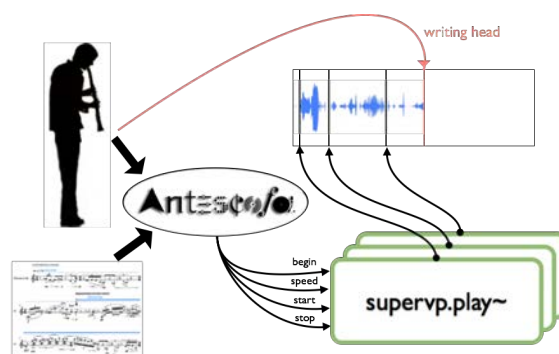 writing head
Antescofo
begin
speed
start
stop
supervp.play~